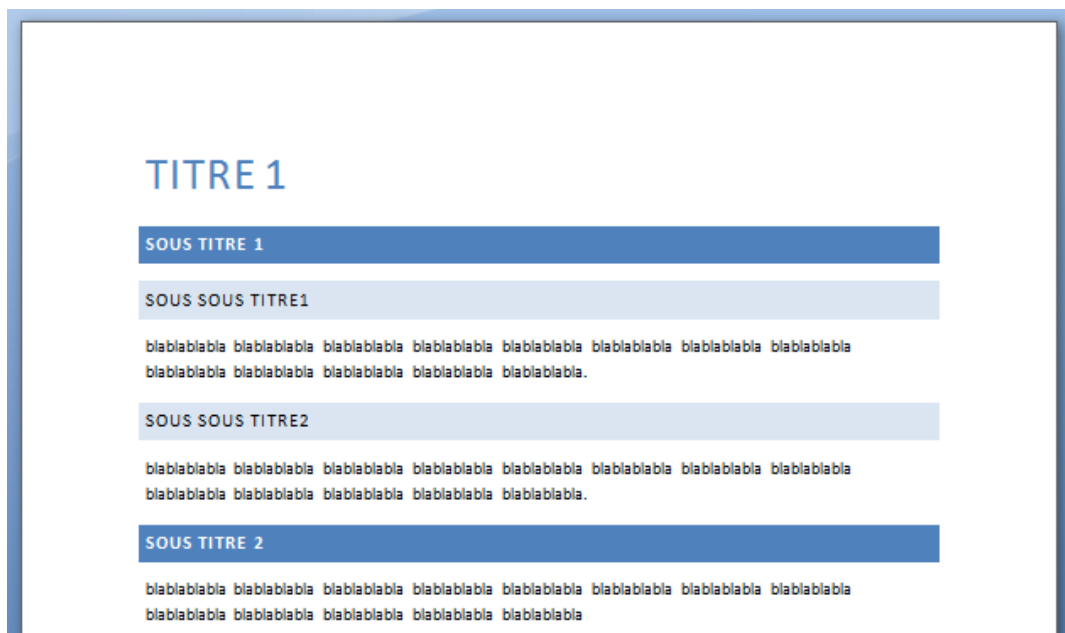 TITRE 1
SOUS TITRE 1
SOUS SOUS TITRE1
blablablabla blablablabla blablablabla blablablabla blablablabla blablablabla blablablabla blablablabla
blablablabla blablablabla blablablabla blablablabla blablablabla.
SOUS SOUS TITRE2
blablablabla blablablabla blablablabla blablablabla blablablabla blablablabla blablablabla blablablabla
blablablabla blablablabla blablablabla blablablabla blablablabla.
SOUS TITRE 2
blablablabla blablablabla blablablabla blablablabla blablablabla blablablabla blablablabla blablablabla
blablablabla blablablabla blablablabla blablablabla blablablabla